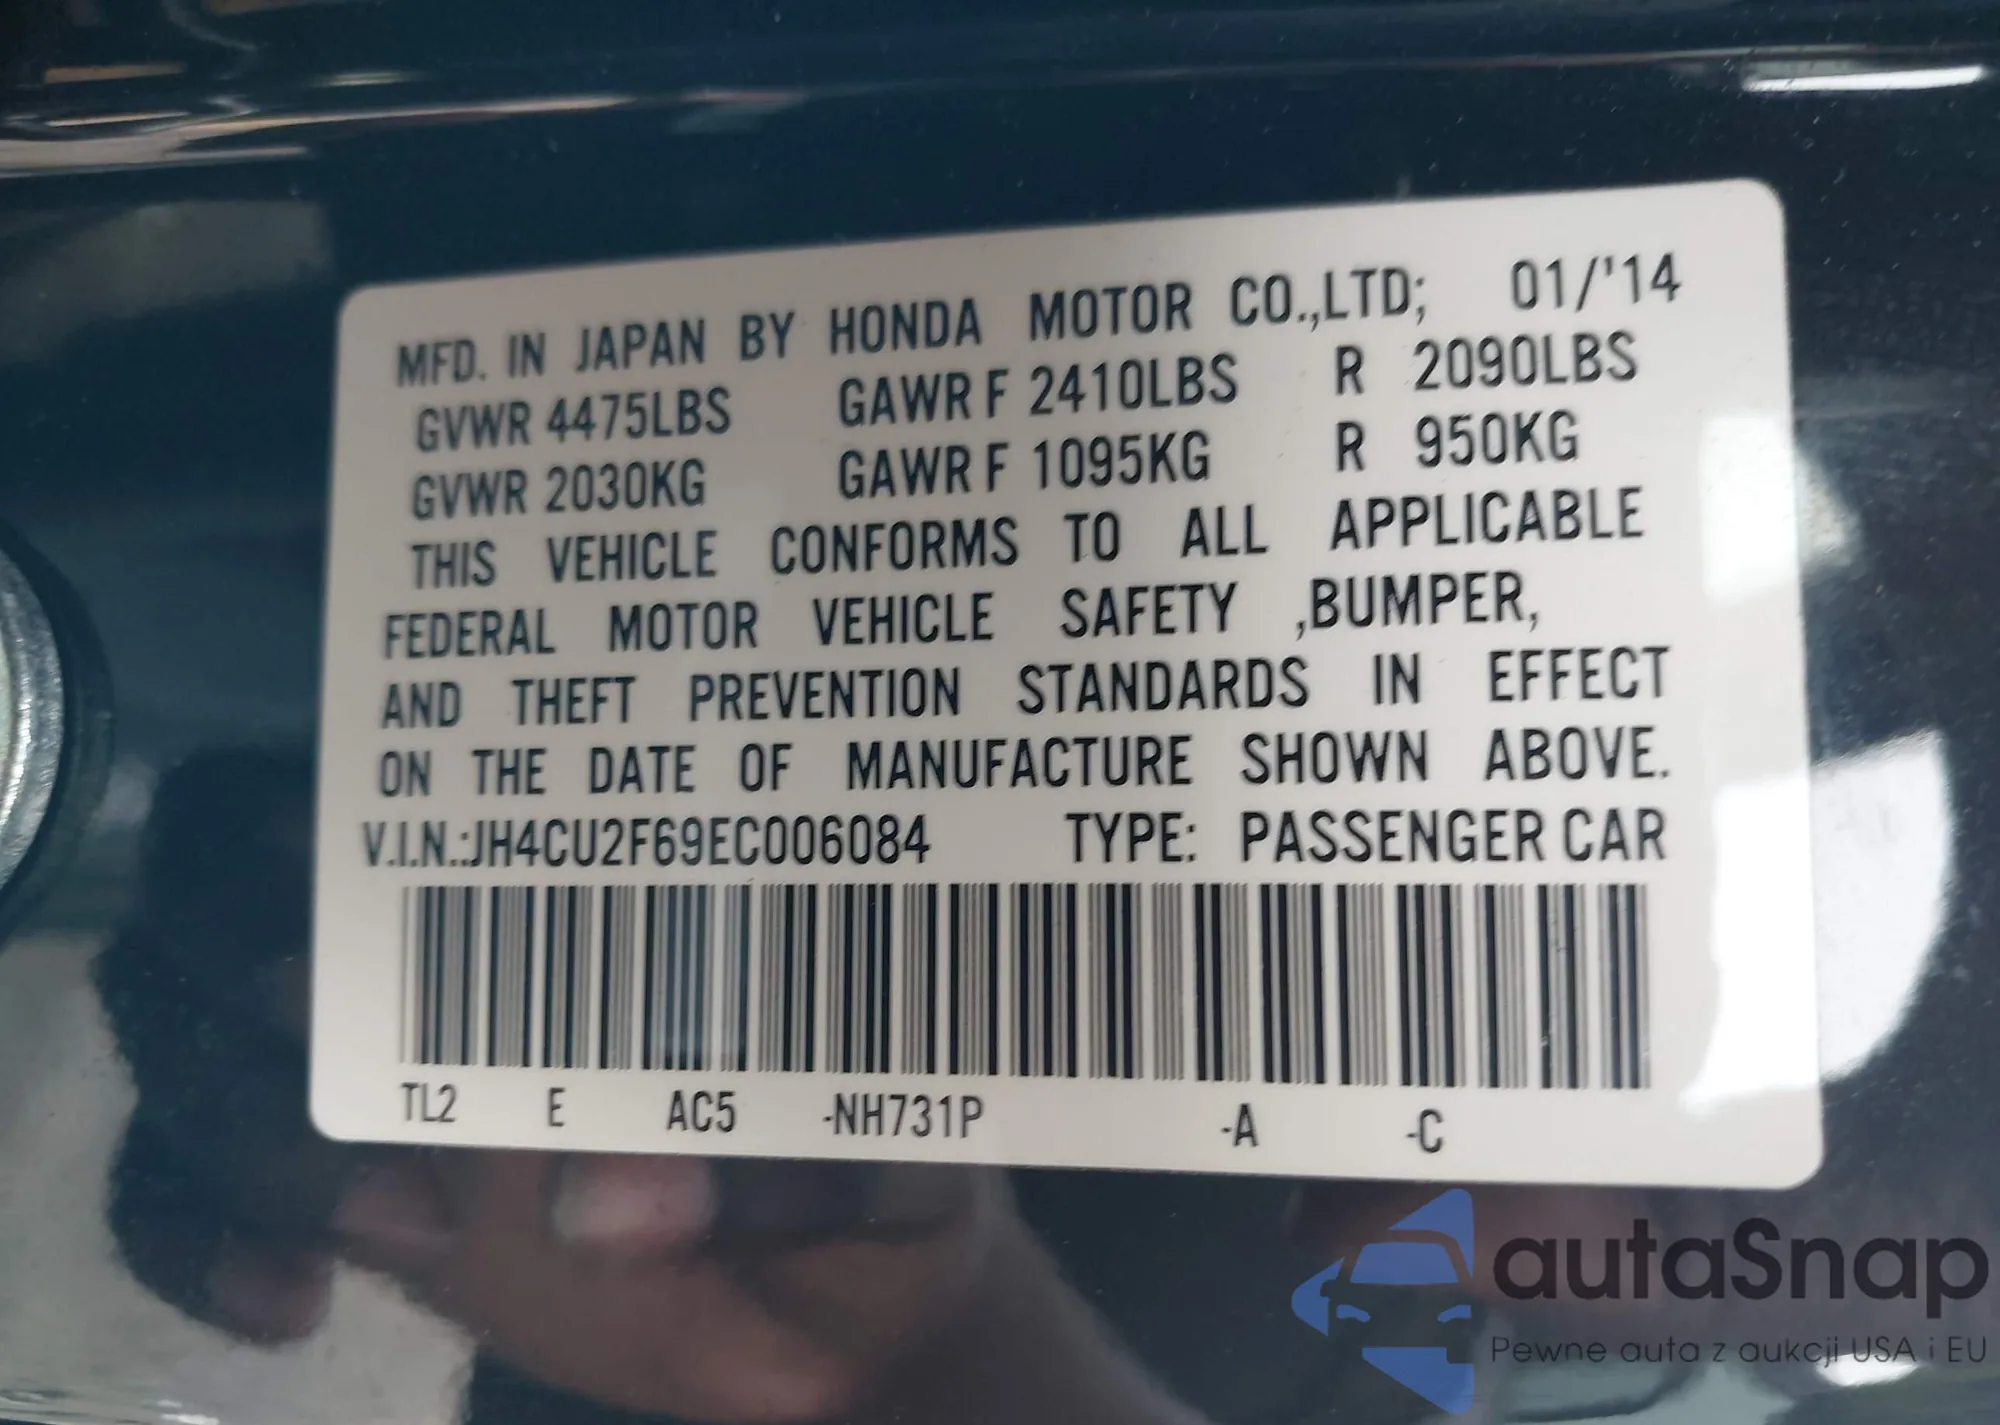 MFD. IN JAPAN BY HONDA MOTOR CO.,LTD; 01/'14
GVWR 4475LBS GAWR F 2410LBS R 2090LBS
GVWR 2030KG GAWR F 1095KG R 950KG
THIS VEHICLE CONFORMS TO ALL APPLICABLE
FEDERAL MOTOR VEHICLE SAFETY ,BUMPER,
AND THEFT PREVENTION STANDARDS IN EFFECT
ON THE DATE OF MANUFACTURE SHOWN ABOVE.
V.I.N.:JH4CU2F69EC006084 TYPE: PASSENGER CAR
TL2 E AC5 -NH731P -A -C
autaSnap
Pewne auta z aukcji USA i EU